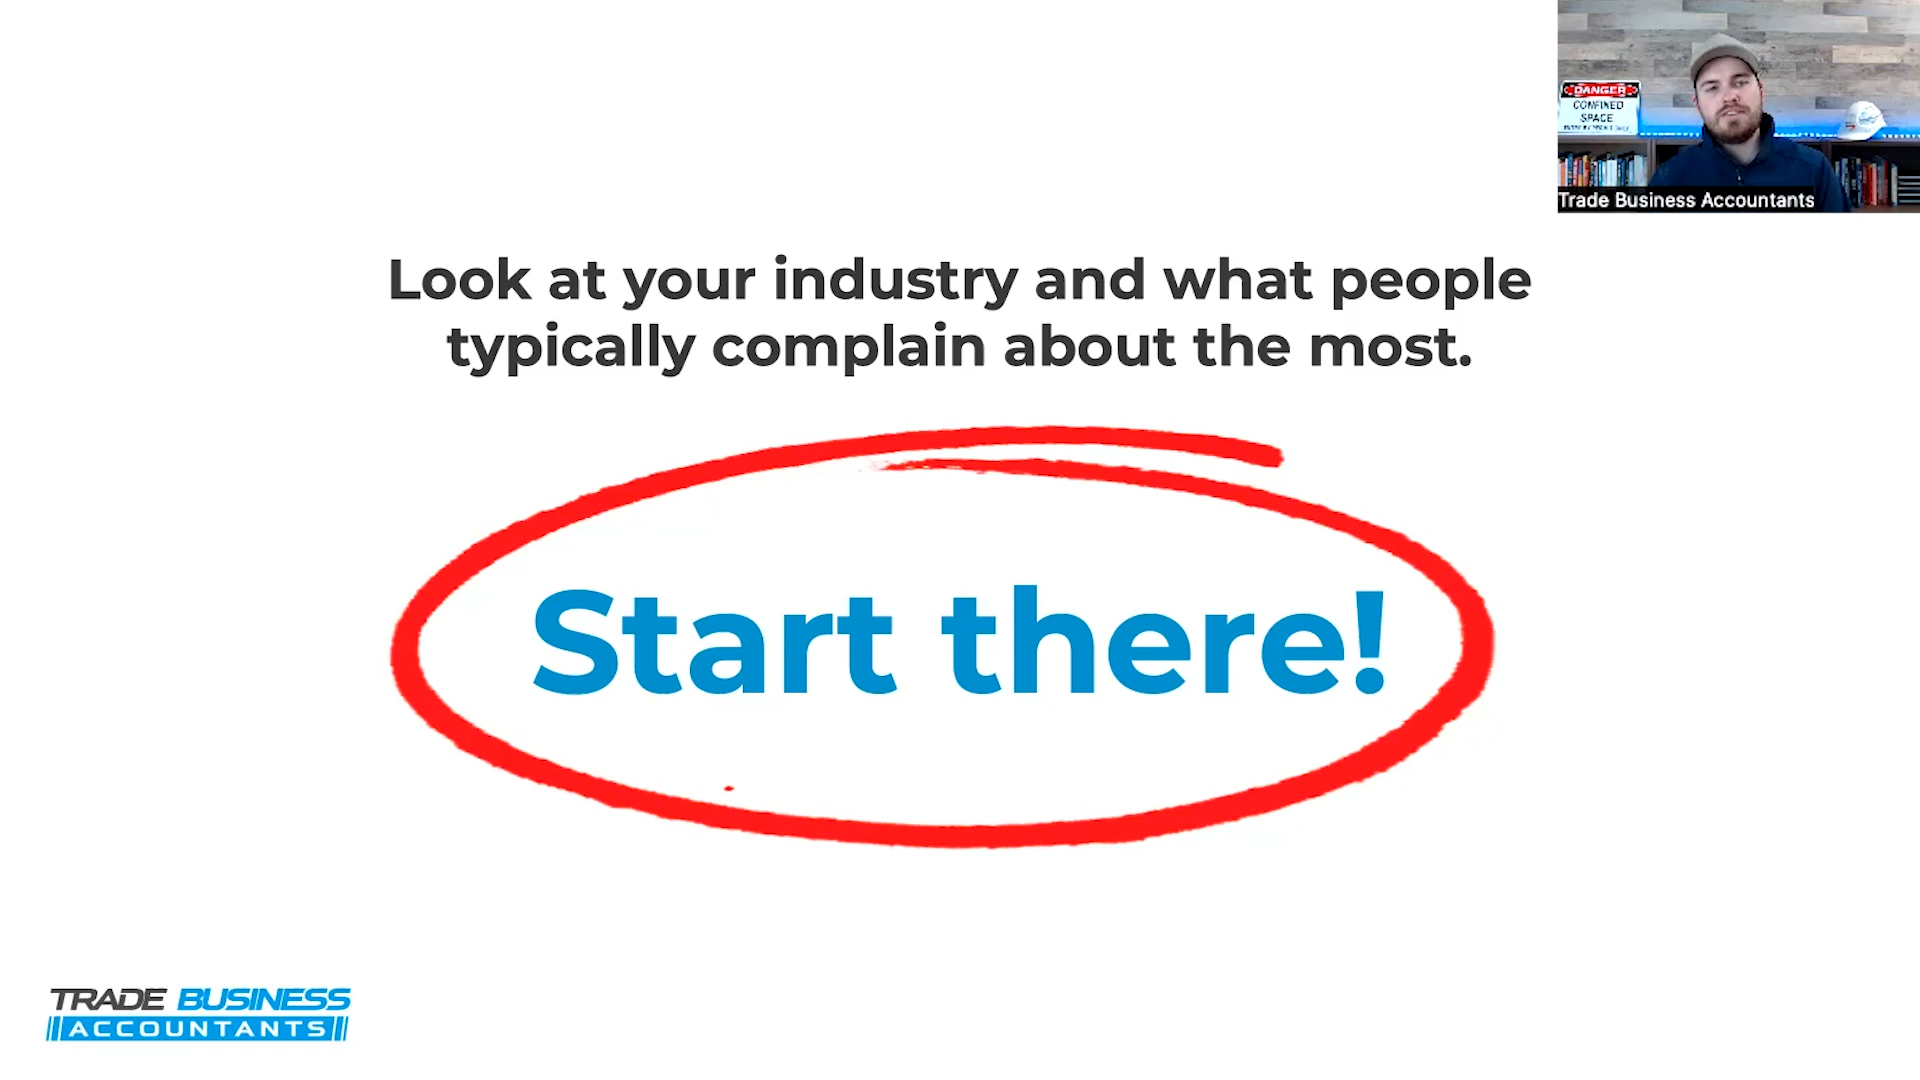 DANGER
CONFINED
SPACE
Trade Business Accountants
Look at your industry and what people
typically complain about the most.
Start there!
TRADE BUSINESS
ACCOUNTANTS